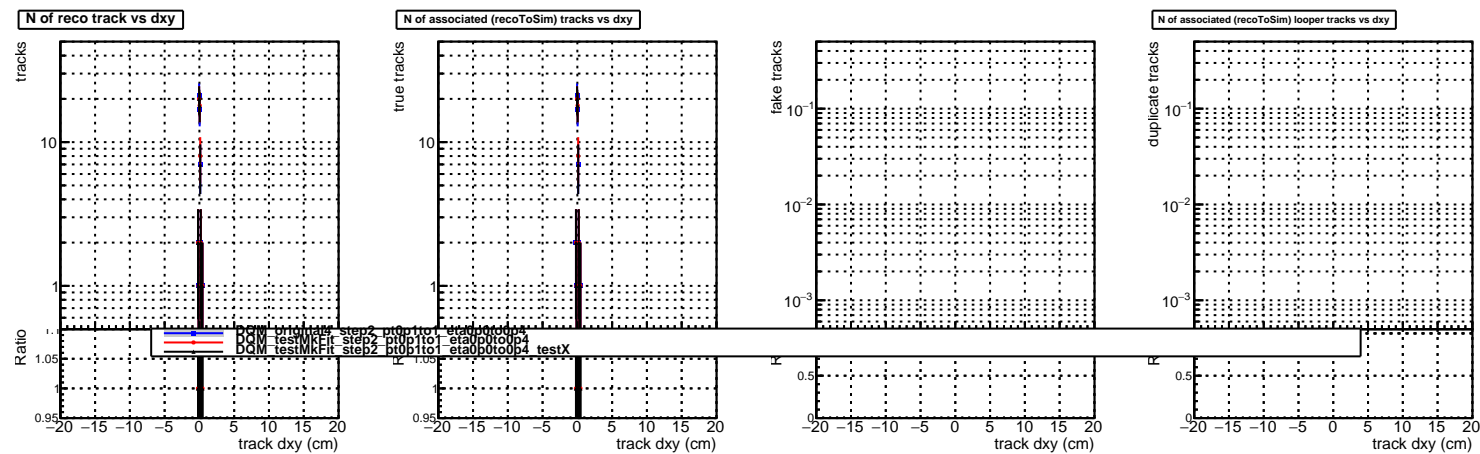 N of reco track vs dxy
tracks
10
1
Ratio
1.05
1
0.95
−20 −15 −10 −5 0 5 10 15 20
track dxy (cm)
N of associated (recoToSim) tracks vs dxy
true tracks
10
1
−20 −15 −10 −5 0 5 10 15 20
track dxy (cm)
fake tracks
10−1
10−2
10−3
0.5
0
−20 −15 −10 −5 0 5 10 15 20
track dxy (cm)
N of associated (recoToSim) looper tracks vs dxy
duplicate tracks
10−1
10−2
10−3
0.5
0
−20 −15 −10 −5 0 5 10 15 20
track dxy (cm)
DQM_original4_step2_pt0p1to1_eta0p0to0p4
DQM_testMkFit_step2_pt0p1to1_eta0p0to0p4
DQM_testMkFit_step2_pt0p1to1_eta0p0to0p4_testX